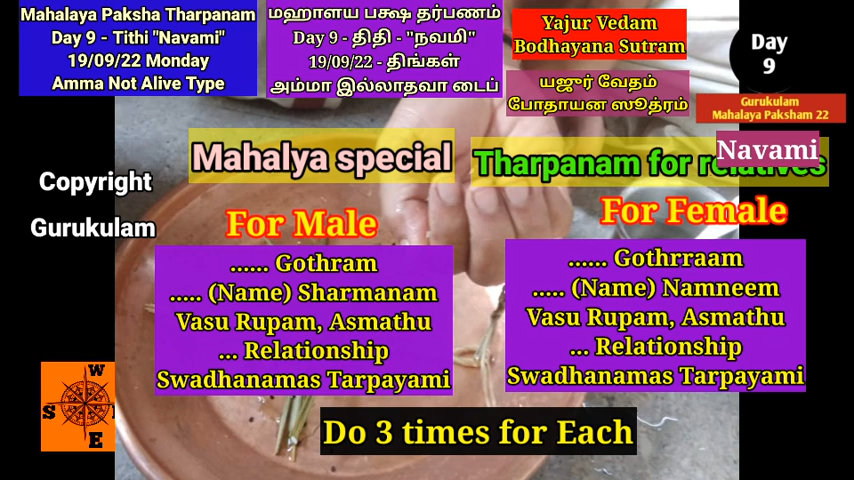 Mahalaya Paksha Tharpanam
Day 9 - Tithi "Navami"
19/09/22 Monday
Amma Not Alive Type
மஹாளய பக்ஷ தர்பணம்
Day 9 - திதி - "நவமி"
19/09/22 - திங்கள்
அம்மா இல்லாதவா டைப்
Yajur Vedam
Bodhayana Sutram
யஜுர் வேதம்
போதாயன ஸூத்ரம்
Day
9
Gurukulam
Mahalaya Paksham 22
Navami
Mahalya special
Tharpanam for relatives
Copyright
Gurukulam
For Male
...... Gothram
..... (Name) Sharmanam
Vasu Rupam, Asmathu
... Relationship
Swadhanamas Tarpayami
For Female
...... Gothrraam
..... (Name) Namneem
Vasu Rupam, Asmathu
... Relationship
Swadhanamas Tarpayami
W
S
E
Do 3 times for Each